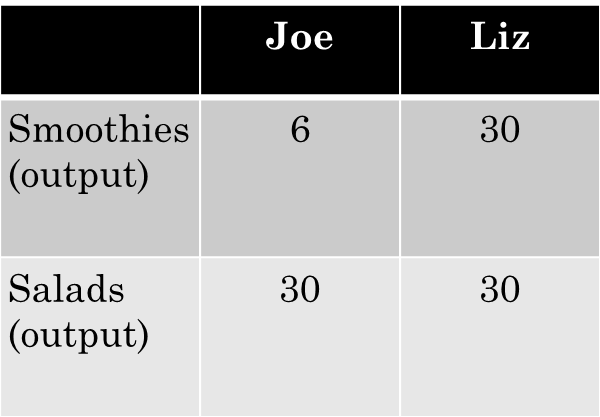 Joe Liz
Smoothies 6 30
(output)
Salads 30 30
(output)